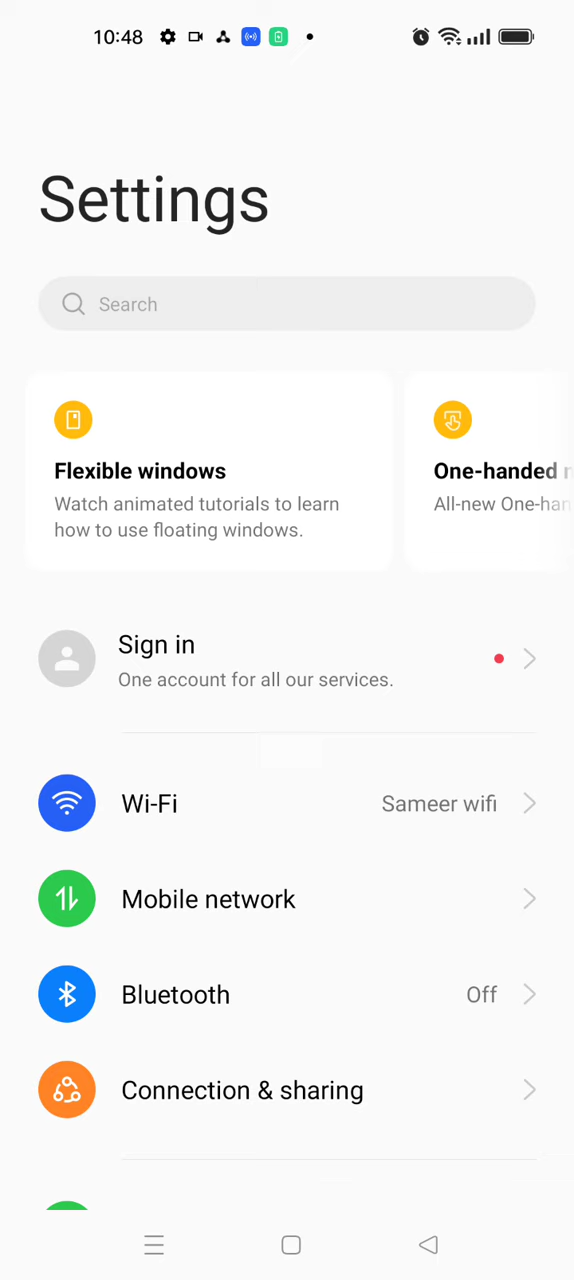 10:48
Settings
Search
Flexible windows
Watch animated tutorials to learn
how to use floating windows.
One-handed
All-new One-han
Sign in
One account for all our services.
Wi-Fi Sameer wifi
Mobile network
Bluetooth Off
Connection & sharing